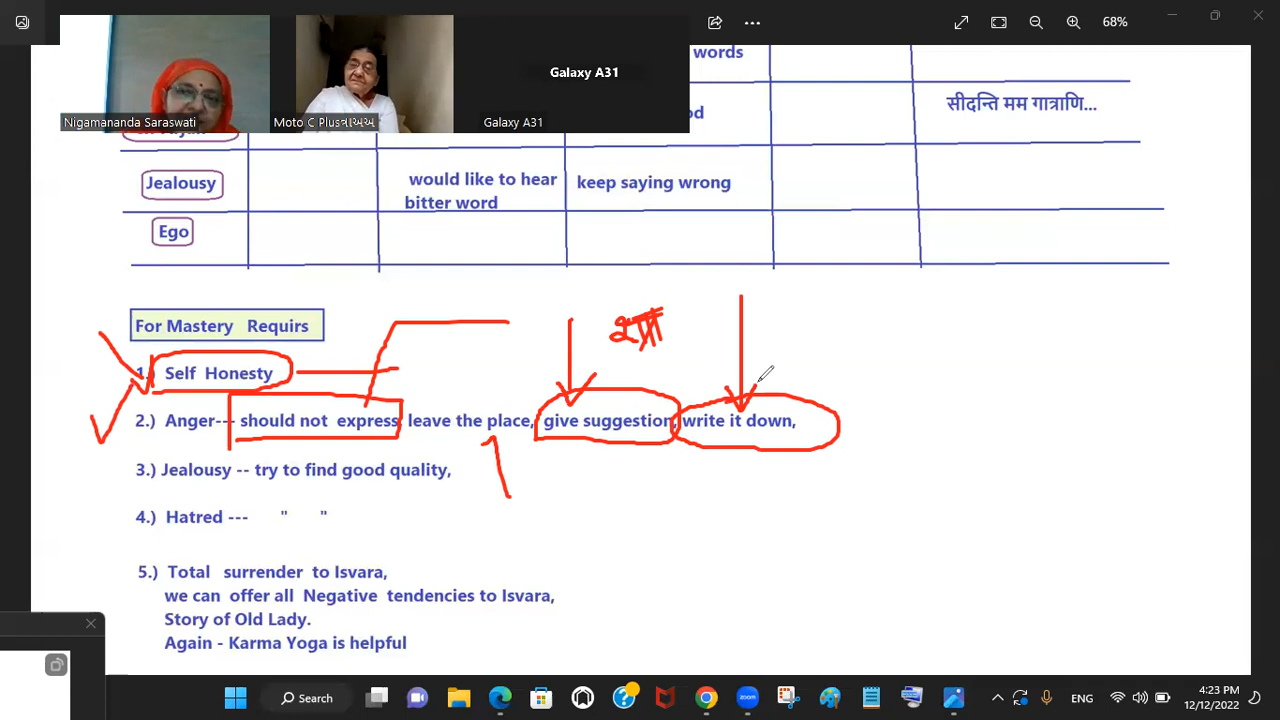 68%
words
Galaxy A31
सीदन्ति मम गात्राणि...
Nigamananda Saraswati
Moto C Plusત્રાઅઅ
Galaxy A31
Jealousy
would like to hear
bitter word
keep saying wrong
Ego
For Mastery Requirs
1.) Self Honesty
2.) Anger--- should not express, leave the place, give suggestion, write it down,
3.) Jealousy -- try to find good quality,
4.) Hatred --- " "
5.) Total surrender to Isvara,
we can offer all Negative tendencies to Isvara,
Story of Old Lady.
Again - Karma Yoga is helpful
Search
ENG
4:23 PM
12/12/2022